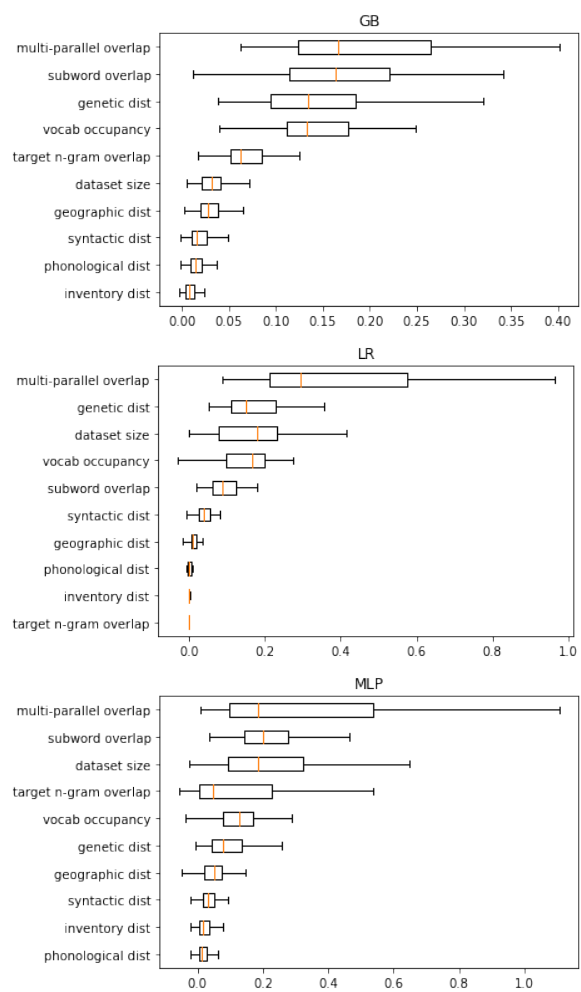 GB
multi-parallel overlap
subword overlap
genetic dist
vocab occupancy
target n-gram overlap
dataset size
geographic dist
syntactic dist
phonological dist
inventory dist
0.00 0.05 0.10 0.15 0.20 0.25 0.30 0.35 0.40
LR
multi-parallel overlap
genetic dist
dataset size
vocab occupancy
subword overlap
syntactic dist
geographic dist
phonological dist
inventory dist
target n-gram overlap
0.0 0.2 0.4 0.6 0.8 1.0
MLP
multi-parallel overlap
subword overlap
dataset size
target n-gram overlap
vocab occupancy
genetic dist
geographic dist
syntactic dist
inventory dist
phonological dist
0.0 0.2 0.4 0.6 0.8 1.0